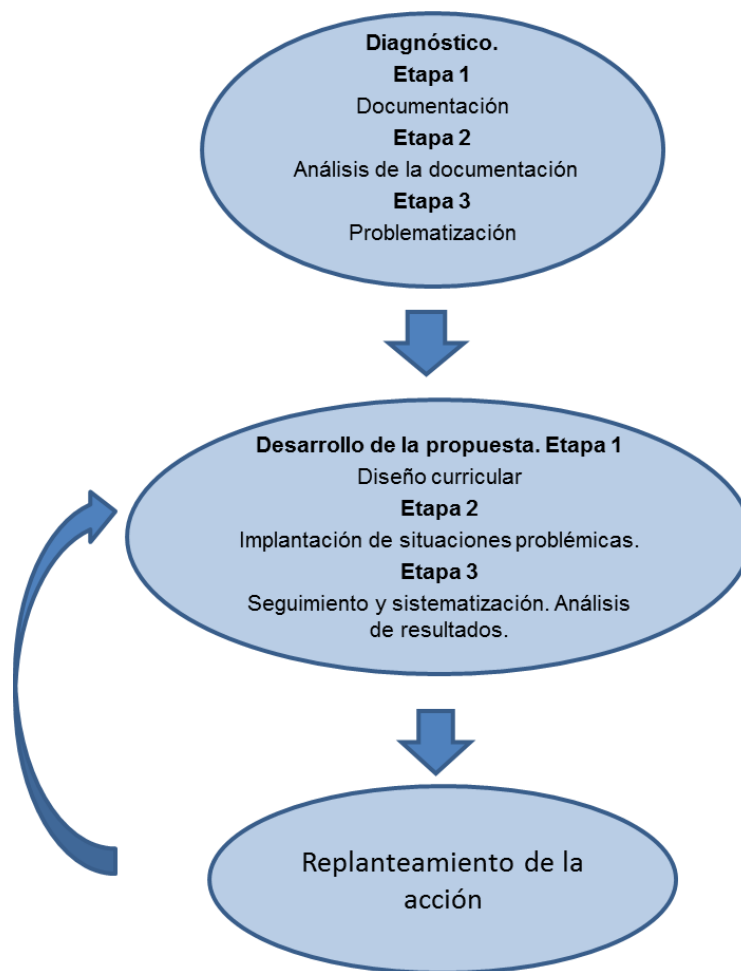 Diagnóstico.
Etapa 1
Documentación
Etapa 2
Análisis de la documentación
Etapa 3
Problematización
Desarrollo de la propuesta. Etapa 1
Diseño curricular
Etapa 2
Implantación de situaciones problémicas.
Etapa 3
Seguimiento y sistematización. Análisis
de resultados.
Replanteamiento de la
acción